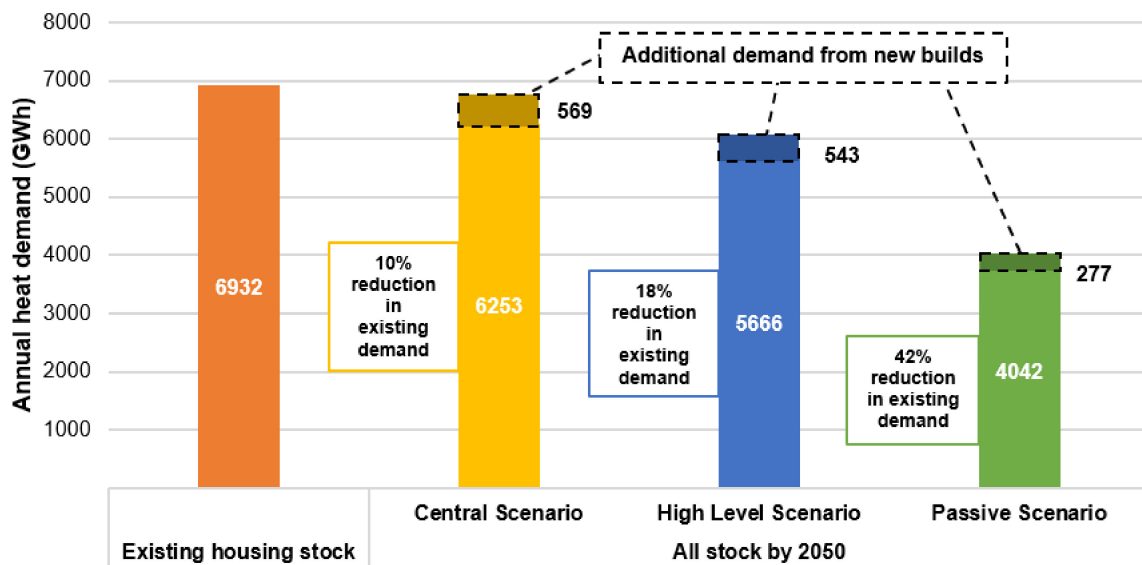 Annual heat demand (GWh)
8000
7000
6000
5000
4000
3000
2000
1000
Additional demand from new builds
569
543
277
6932
10%
reduction
in
existing
demand
6253
18%
reduction
in
existing
demand
5666
42%
reduction
in existing
demand
4042
Central Scenario
High Level Scenario
Passive Scenario
Existing housing stock
All stock by 2050